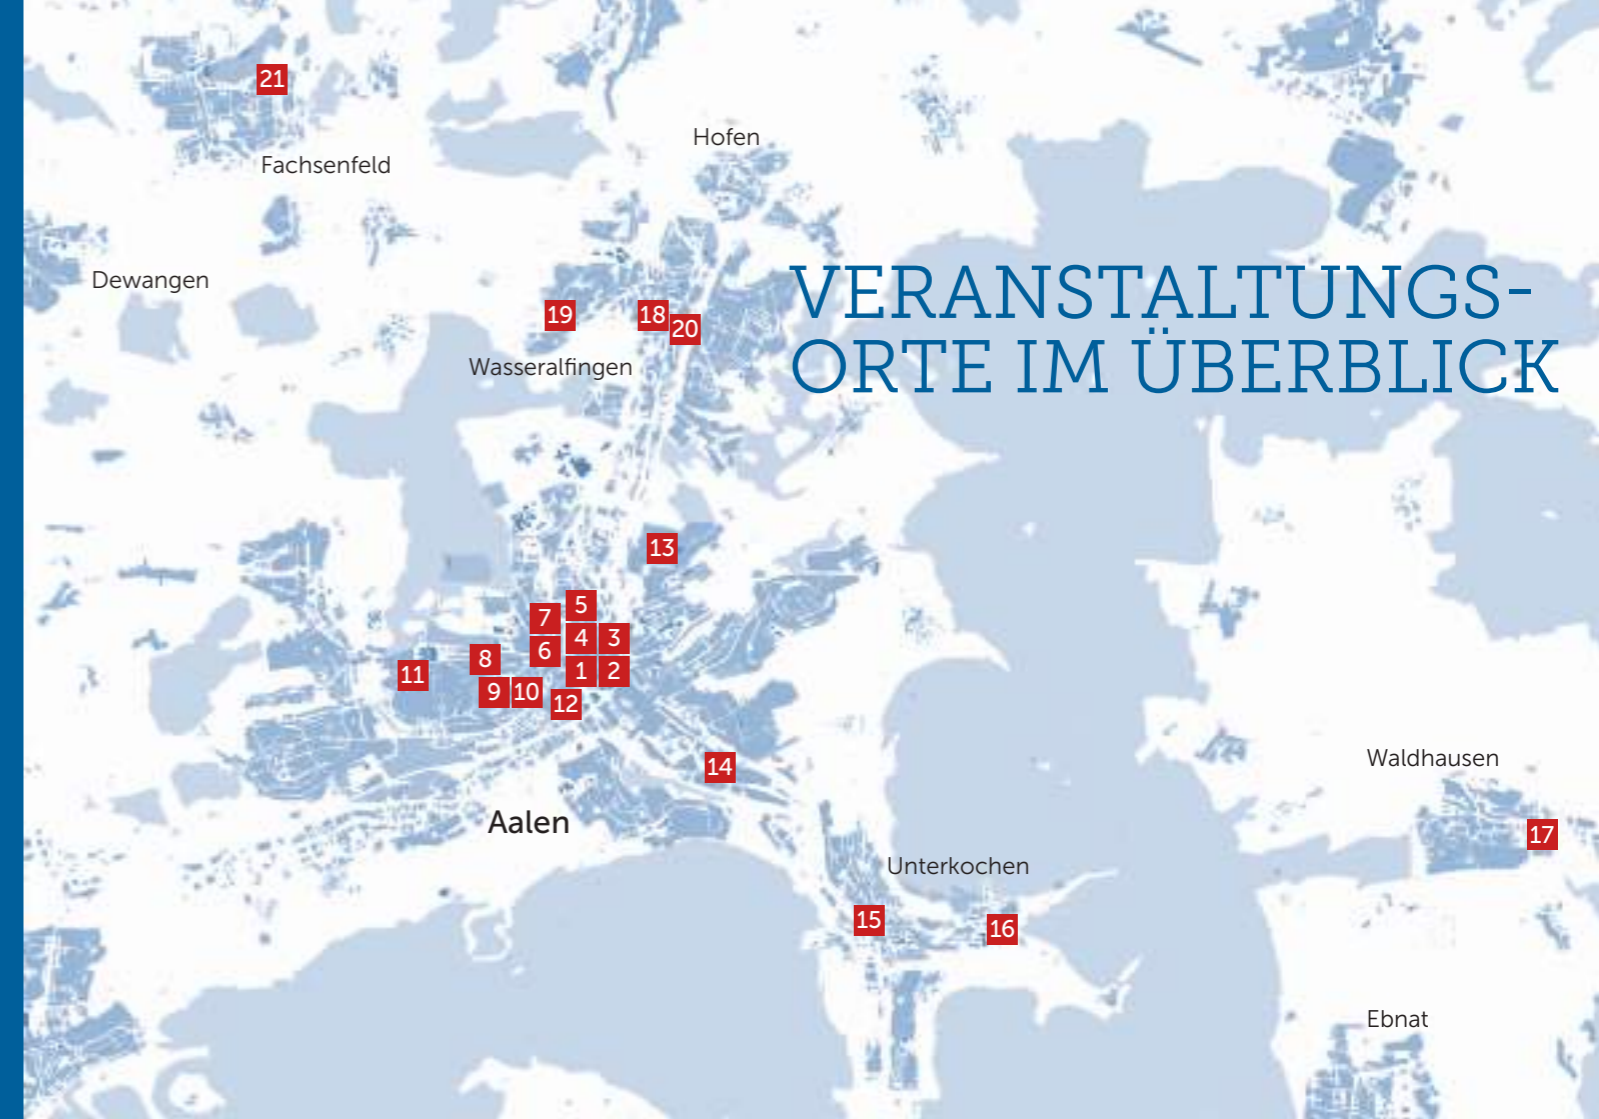 21
Hofen
Fachsenfeld
Dewangen
VERANSTALTUNGS-
ORTE IM ÜBERBLICK
19
18
20
Wasseralfingen
13
5
7
4
3
6
8
1
2
11
9
10
12
14
Waldhausen
Aalen
17
Unterkochen
15
16
Ebnat